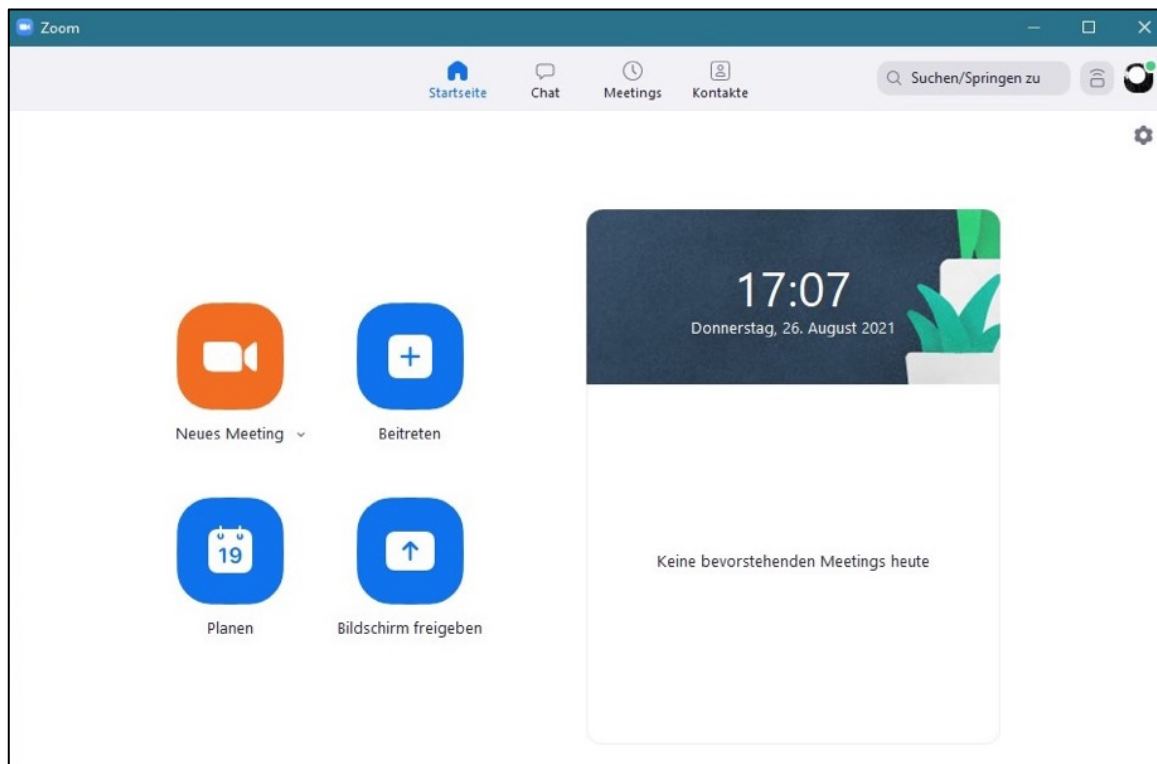 Zoom
Startseite
Chat
Meetings
Kontakte
Suchen/Springen zu
17:07
Donnerstag, 26. August 2021
Neues Meeting
Beitreten
19
Planen
Bildschirm freigeben
Keine bevorstehenden Meetings heute